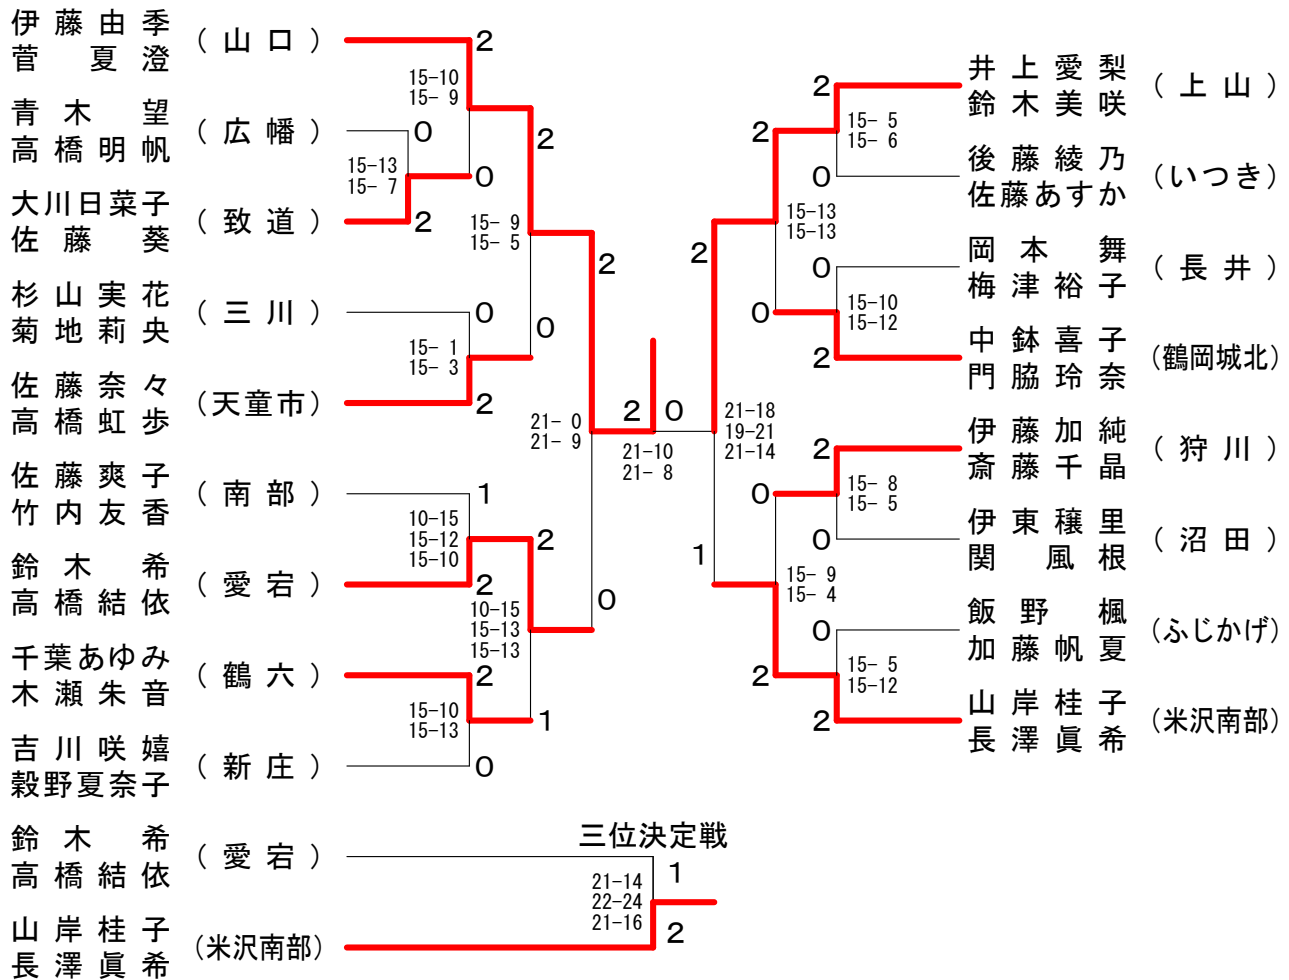 伊藤由季
菅　夏澄
（山口）
2
15-10
15- 9
青木　望
高橋明帆
（広幡）
0
15-13
15- 7
大川日菜子
佐藤　葵
（致道）
2
0
2
15- 9
15- 5
杉山実花
菊地莉央
（三川）
0
15- 1
15- 3
佐藤奈々
高橋虹歩
（天童市）
2
0
2
21- 0
21- 9
佐藤爽子
竹内友香
（南部）
1
10-15
15-12
15-10
鈴木　希
高橋結依
（愛宕）
2
2
10-15
15-13
15-13
0
千葉あゆみ
木瀬朱音
（鶴六）
2
15-10
15-13
吉川咲嬉
穀野夏奈子
（新庄）
0
1
2
0
21-10
21- 8
井上愛梨
鈴木美咲
（上山）
2
15- 5
15- 6
後藤綾乃
佐藤あすか
（いつき）
0
2
15-13
15-13
岡本　舞
梅津裕子
（長井）
0
15-10
15-12
中鉢喜子
門脇玲奈
（鶴岡城北）
2
0
2
21-18
19-21
21-14
伊藤加純
斎藤千晶
（狩川）
2
15- 8
15- 5
伊東穣里
関　風根
（沼田）
0
0
15- 9
15- 4
1
飯野　楓
加藤帆夏
（ふじかげ）
0
15- 5
15-12
山岸桂子
長澤眞希
（米沢南部）
2
2
三位決定戦
鈴木　希
高橋結依
（愛宕）
1
21-14
22-24
21-16
山岸桂子
長澤眞希
（米沢南部）
2